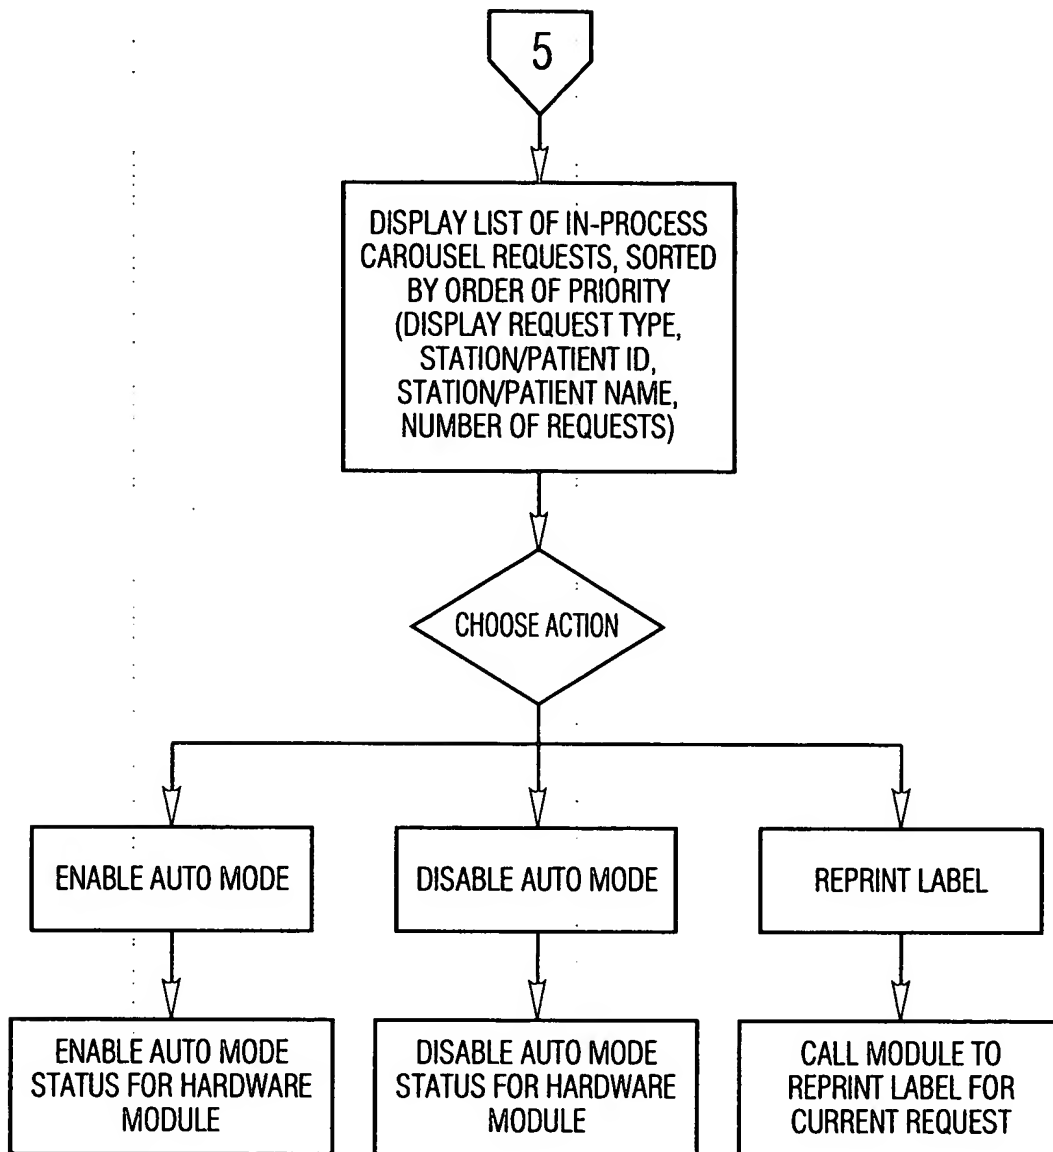 5
DISPLAY LIST OF IN-PROCESS
CAROUSEL REQUESTS, SORTED
BY ORDER OF PRIORITY
(DISPLAY REQUEST TYPE,
STATION/PATIENT ID,
STATION/PATIENT NAME,
NUMBER OF REQUESTS)
CHOOSE ACTION
ENABLE AUTO MODE
DISABLE AUTO MODE
REPRINT LABEL
ENABLE AUTO MODE
STATUS FOR HARDWARE
MODULE
DISABLE AUTO MODE
STATUS FOR HARDWARE
MODULE
CALL MODULE TO
REPRINT LABEL FOR
CURRENT REQUEST